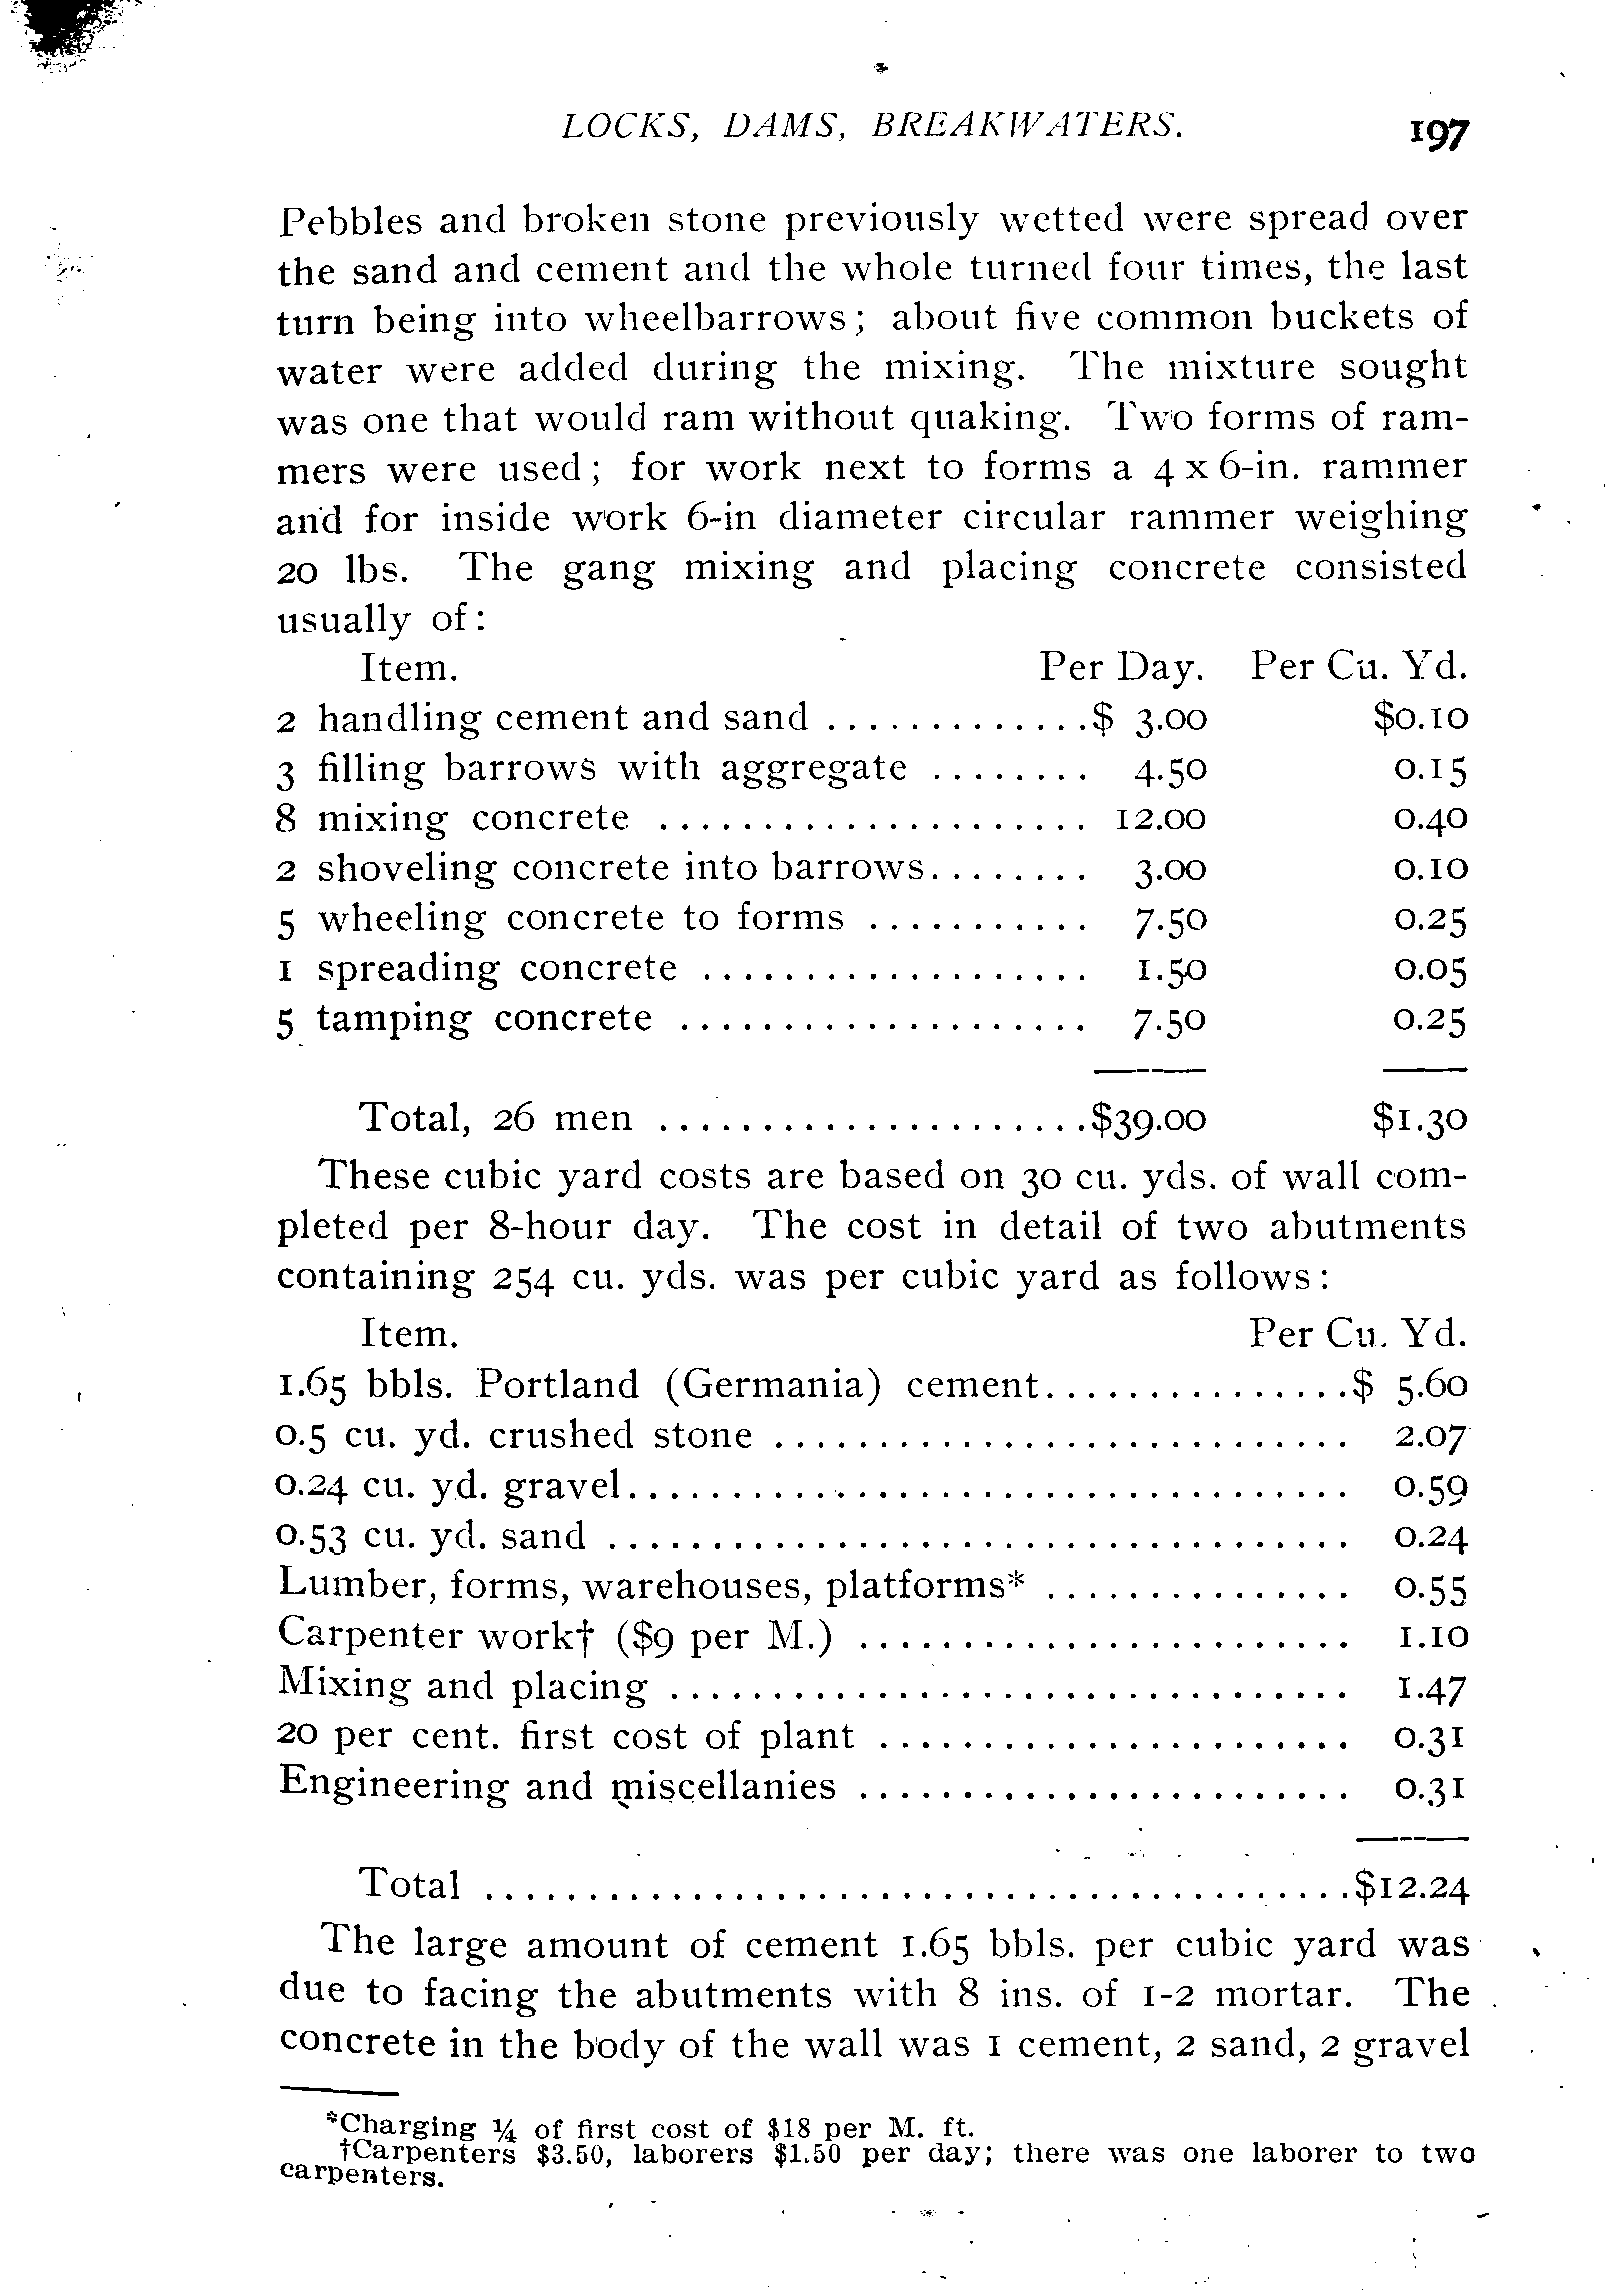 LOCKS, DAMS, BREAKWATERS. 197
Pebbles and broken stone previously wetted were spread over
the sand and cement and the whole turned four times, the last
turn being into wheelbarrows; about five common buckets of
water were added during the mixing. The mixture sought
was one that would ram without quaking. Two forms of ram-
mers were used; for work next to forms a 4 x 6-in. rammer
and for inside work 6-in diameter circular rammer weighing
20 lbs. The gang mixing and placing concrete consisted
usually of:
Item. Per Day. Per Cu. Yd.
2 handling cement and sand .............$ 3.00 $0.10
3 filling barrows with aggregate ........ 4.50 0.15
8 mixing concrete ..................... 12.00 0.40
2 shoveling concrete into barrows........ 3.00 0.10
5 wheeling concrete to forms ........... 7.50 0.25
1 spreading concrete ................... 1.50 0.05
5 tamping concrete .................... 7.50 0.25
Total, 26 men .....................$39.00 $1.30
These cubic yard costs are based on 30 cu. yds. of wall com-
pleted per 8-hour day. The cost in detail of two abutments
containing 254 cu. yds. was per cubic yard as follows:
Item. Per Cu. Yd.
1.65 bbls. Portland (Germania) cement...............$ 5.60
0.5 cu. yd. crushed stone ............................ 2.07
0.24 cu. yd. gravel................................... 0.59
0.53 cu. yd. sand .................................... 0.24
Lumber, forms, warehouses, platforms* ............... 0.55
Carpenter work† ($9 per M.) ........................ 1.10
Mixing and placing ................................. 1.47
20 per cent. first cost of plant ....................... 0.31
Engineering and miscellanies ........................ 0.31
Total ..........................................$12.24
The large amount of cement 1.65 bbls. per cubic yard was
due to facing the abutments with 8 ins. of 1-2 mortar. The
concrete in the body of the wall was 1 cement, 2 sand, 2 gravel
*Charging ¼ of first cost of $18 per M. ft.
†Carpenters $3.50, laborers $1.50 per day; there was one laborer to two
carpenters.